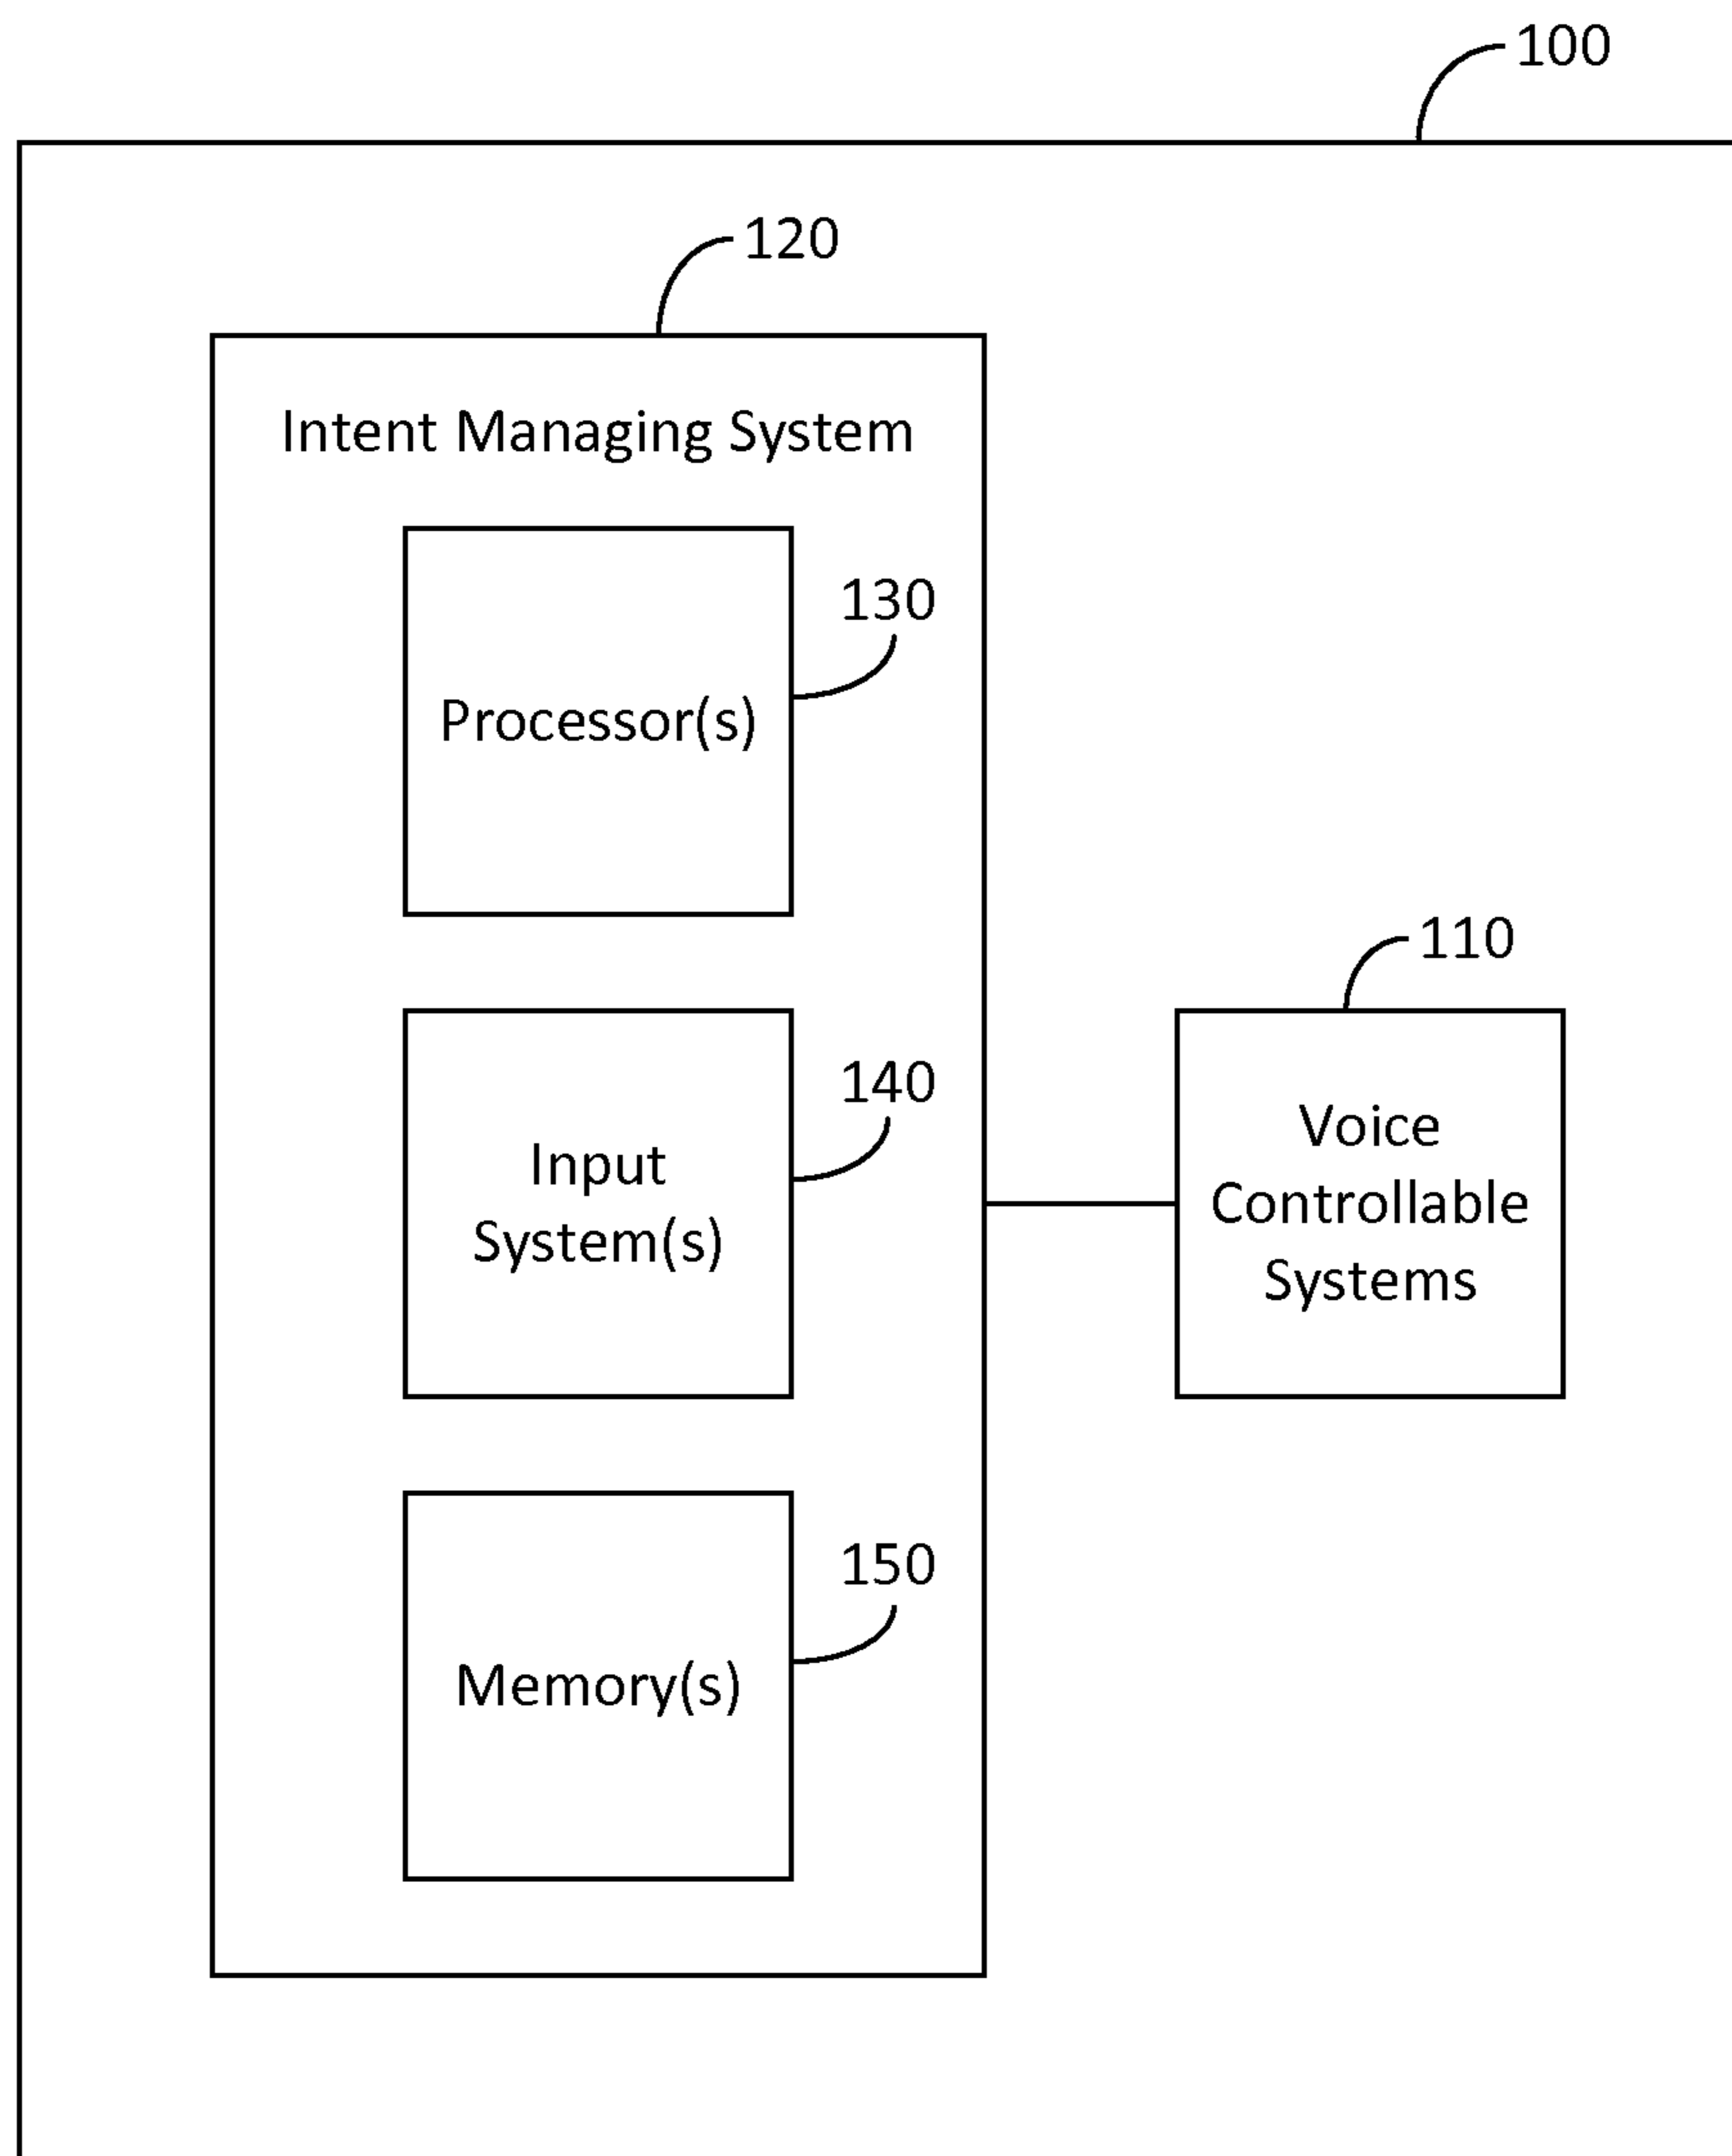 100
120
Intent Managing System
130
Processor(s)
110
140
Input
System(s)
Voice
Controllable
Systems
150
Memory(s)